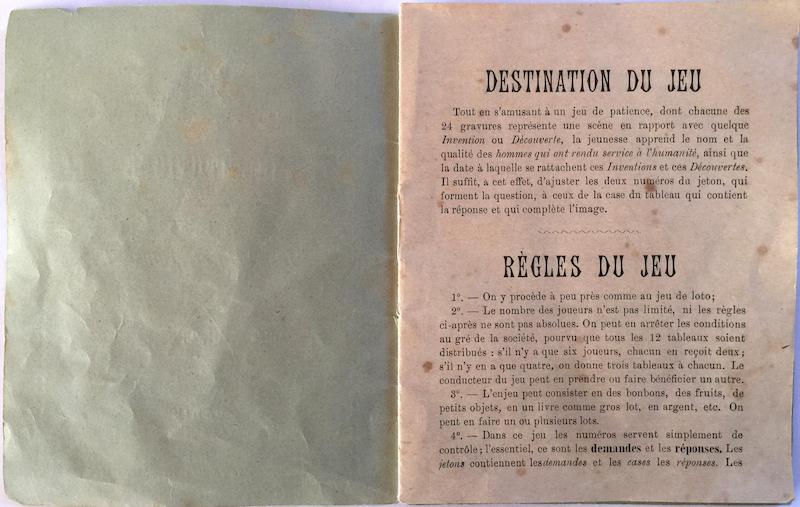 DESTINATION DU JEU
Tout en s'amusant à un jeu de patience, dont chacune des
24 gravures représente une scène en rapport avec quelque
Invention ou Découverte, la jeunesse apprend le nom et la
qualité des hommes qui ont rendu service à l'humanité, ainsi que
la date à laquelle se rattachent ces Inventions et ces Découvertes.
Il suffit, a cet effet, d'ajuster les deux numéros du jeton, qui
forment la question, à ceux de la case du tableau qui contient
la réponse et qui complète l'image.
RÈGLES DU JEU
1º. — On y procède à peu près comme au jeu de loto;
2º. — Le nombre des joueurs n'est pas limité, ni les règles
ci-après ne sont pas absolues. On peut en arrêter les conditions
au gré de la société, pourvu que tous les 12 tableaux soient
distribués : s'il n'y a que six joueurs, chacun en reçoit deux;
s'il n'y en a que quatre, on donne trois tableaux à chacun. Le
conducteur du jeu peut en prendre ou faire bénéficier un autre.
3º. — L'enjeu peut consister en des bonbons, des fruits, de
petits objets, en un livre comme gros lot, en argent, etc. On
peut en faire un ou plusieurs lots.
4º. — Dans ce jeu les numéros servent simplement de
contrôle; l'essentiel, ce sont les demandes et les réponses. Les
jetons contiennent les demandes et les cases les réponses. Les